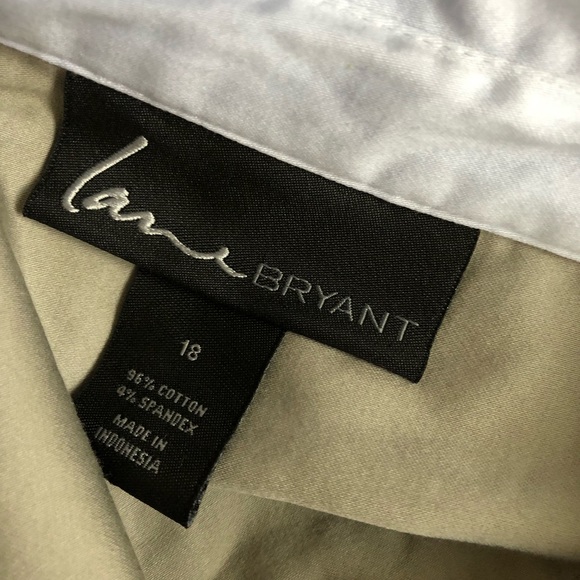 Lane BRYANT
18
96% COTTON
4% SPANDEX
MADE IN
INDONESIA